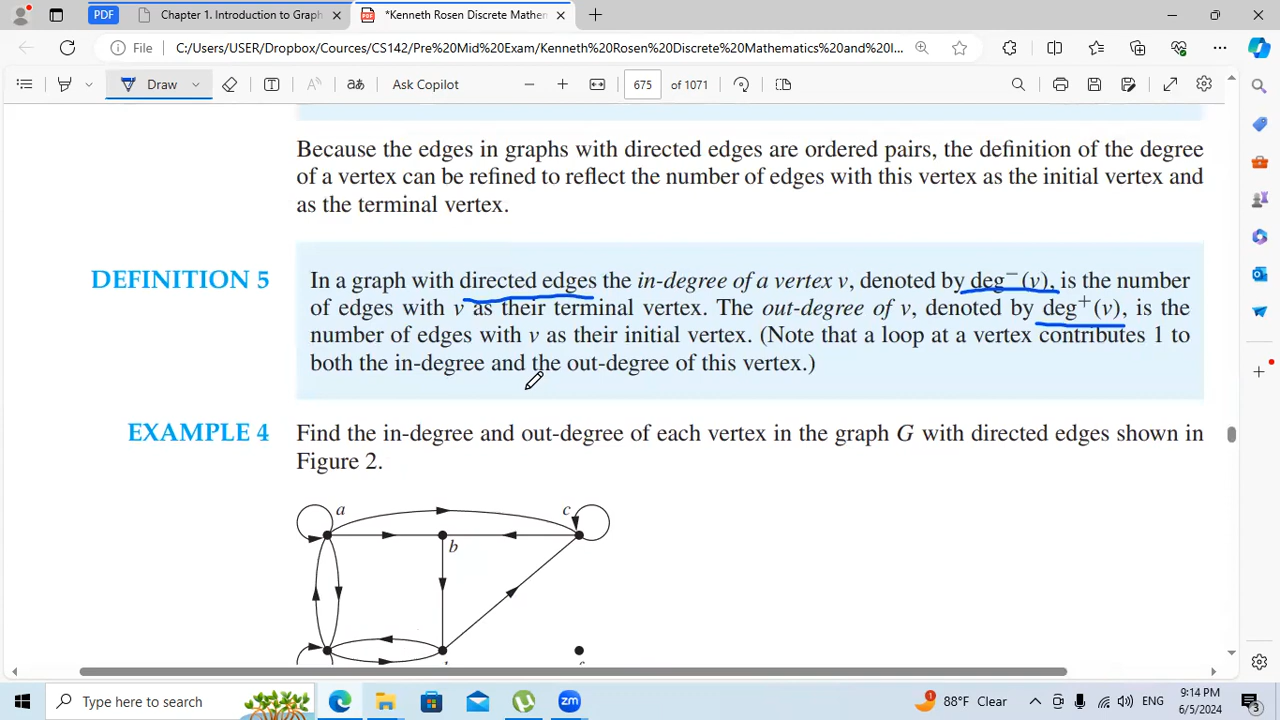 PDF
Chapter 1. Introduction to Graph
*Kenneth Rosen Discrete Mathen
File
C:/Users/USER/Dropbox/Cources/CS142/Pre%20Mid%20Exam/Kenneth%20Rosen%20Discrete%20Mathematics%20and%20I...
Draw
aあ
Ask Copilot
675
of 1071
Because the edges in graphs with directed edges are ordered pairs, the definition of the degree
of a vertex can be refined to reflect the number of edges with this vertex as the initial vertex and
as the terminal vertex.
DEFINITION 5
In a graph with directed edges the in-degree of a vertex v, denoted by deg⁻(v), is the number
of edges with v as their terminal vertex. The out-degree of v, denoted by deg⁺(v), is the
number of edges with v as their initial vertex. (Note that a loop at a vertex contributes 1 to
both the in-degree and the out-degree of this vertex.)
EXAMPLE 4
Find the in-degree and out-degree of each vertex in the graph G with directed edges shown in
Figure 2.
a
c
b
Type here to search
zm
1
88°F Clear
ENG
9:14 PM
6/5/2024
3